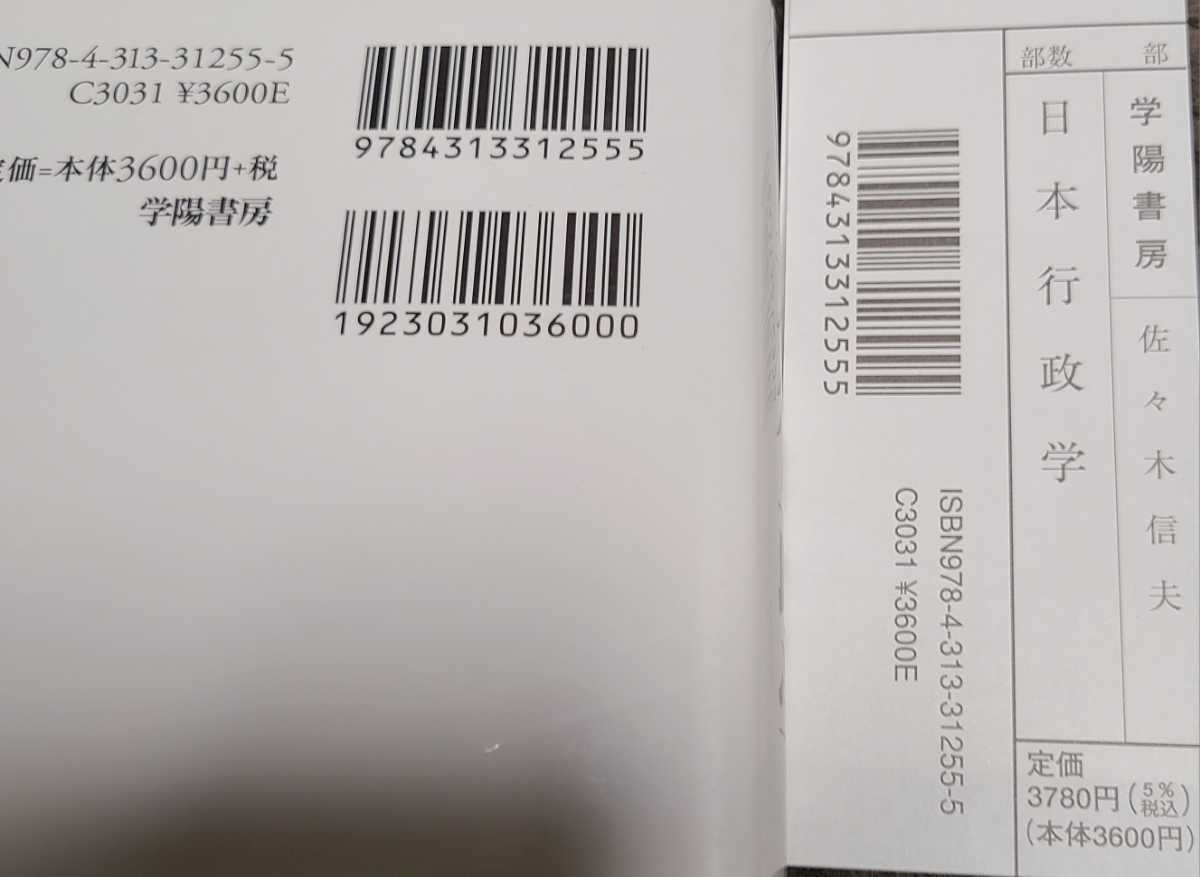 N978-4-313-31255-5
C3031 ¥3600E
定価=本体3600円+税
学陽書房
9784313312555
1923031036000
部数 部
学陽書房 佐々木信夫
日本行政学
9784313312555
ISBN978-4-313-31255-5
C3031 ¥3600E
定価
3780円(5%税込)
(本体3600円)